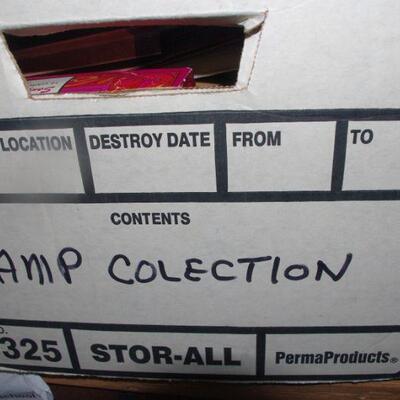 LOCATION DESTROY DATE FROM TO
CONTENTS
AMP COLECTION
O.
325 STOR-ALL PermaProducts®